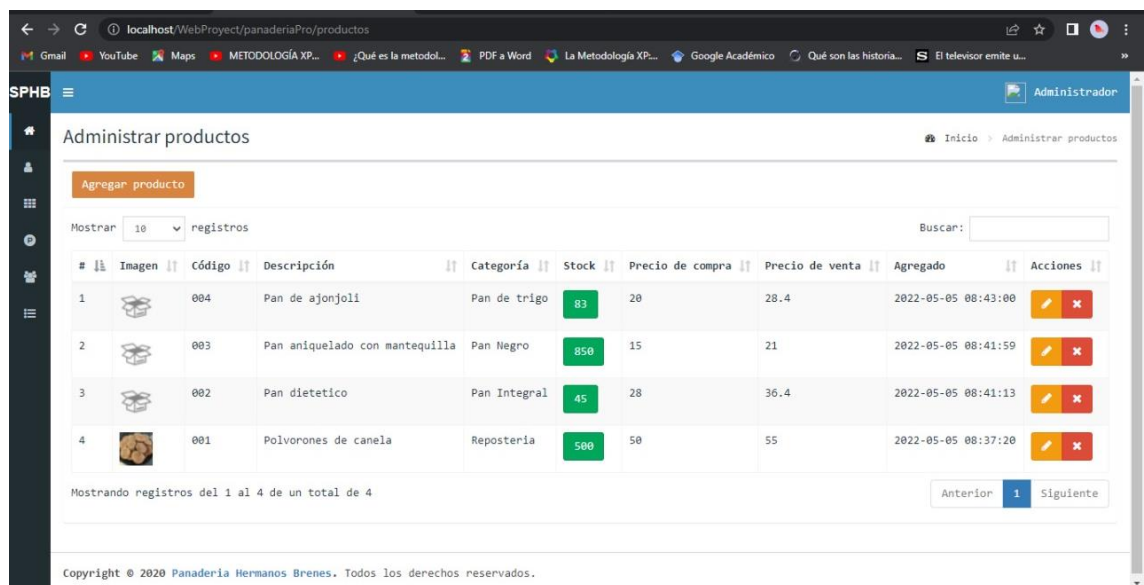 localhost/WebProyect/panaderiaPro/productos
Gmail YouTube Maps METODOLOGÍA XP... ¿Qué es la metodol... PDF a Word La Metodología XP:... Google Académico Qué son las historia... El televisor emite u... »
SPHB Administrador
Administrar productos Inicio > Administrar productos
Agregar producto
Mostrar 10 registros Buscar:
# Imagen Código Descripción Categoría Stock Precio de compra Precio de venta Agregado Acciones
1 004 Pan de ajonjoli Pan de trigo 83 20 28.4 2022-05-05 08:43:00
2 003 Pan aniquelado con mantequilla Pan Negro 850 15 21 2022-05-05 08:41:59
3 002 Pan dietetico Pan Integral 45 28 36.4 2022-05-05 08:41:13
4 001 Polvorones de canela Reposteria 500 50 55 2022-05-05 08:37:20
Mostrando registros del 1 al 4 de un total de 4 Anterior 1 Siguiente
Copyright © 2020 Panaderia Hermanos Brenes. Todos los derechos reservados.